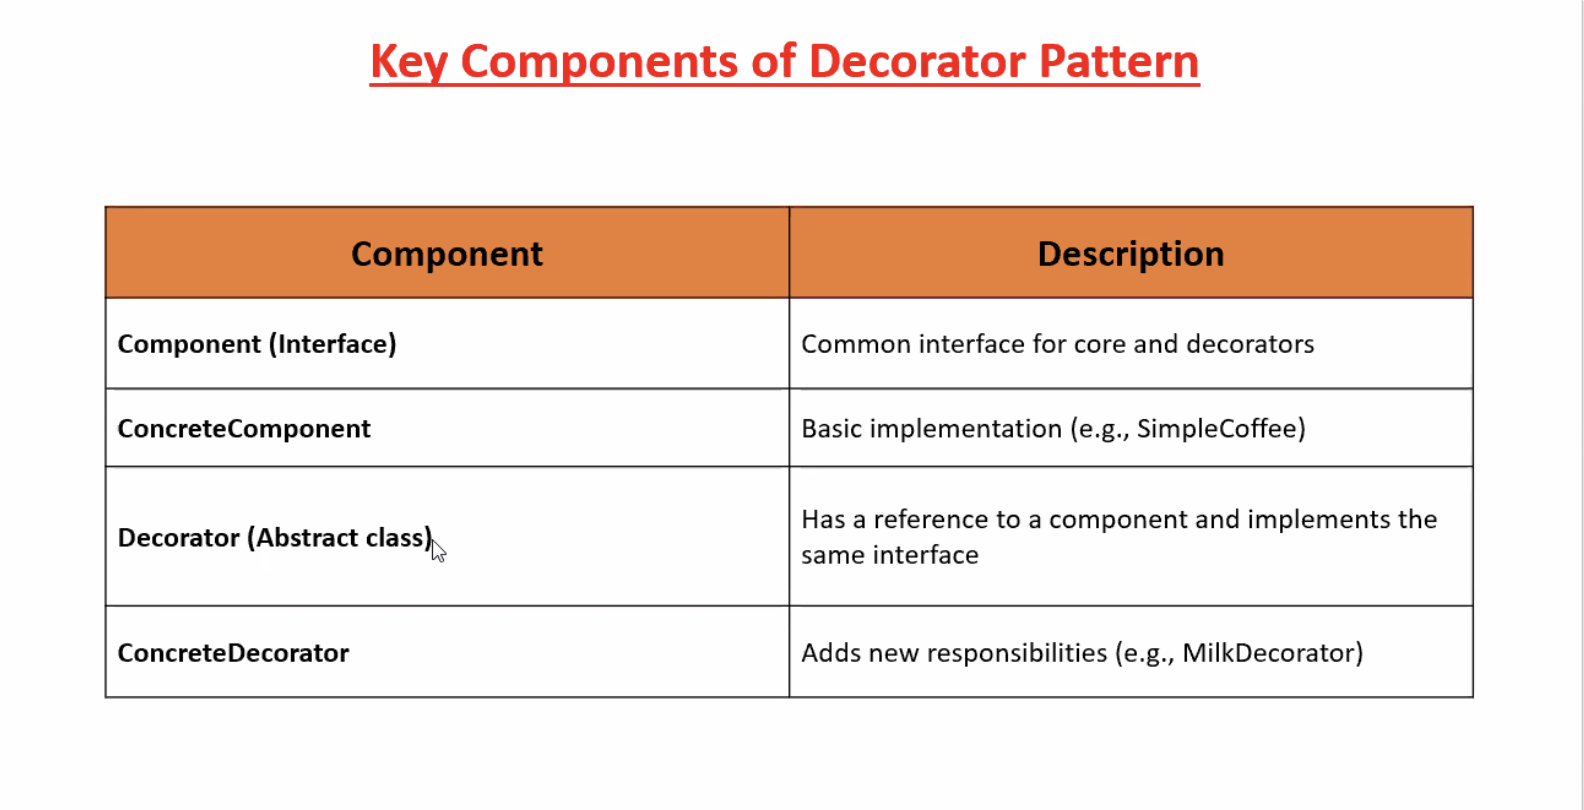 Key Components of Decorator Pattern
Component
Description
Component (Interface)
Common interface for core and decorators
ConcreteComponent
Basic implementation (e.g., SimpleCoffee)
Decorator (Abstract class)
Has a reference to a component and implements the
same interface
ConcreteDecorator
Adds new responsibilities (e.g., MilkDecorator)